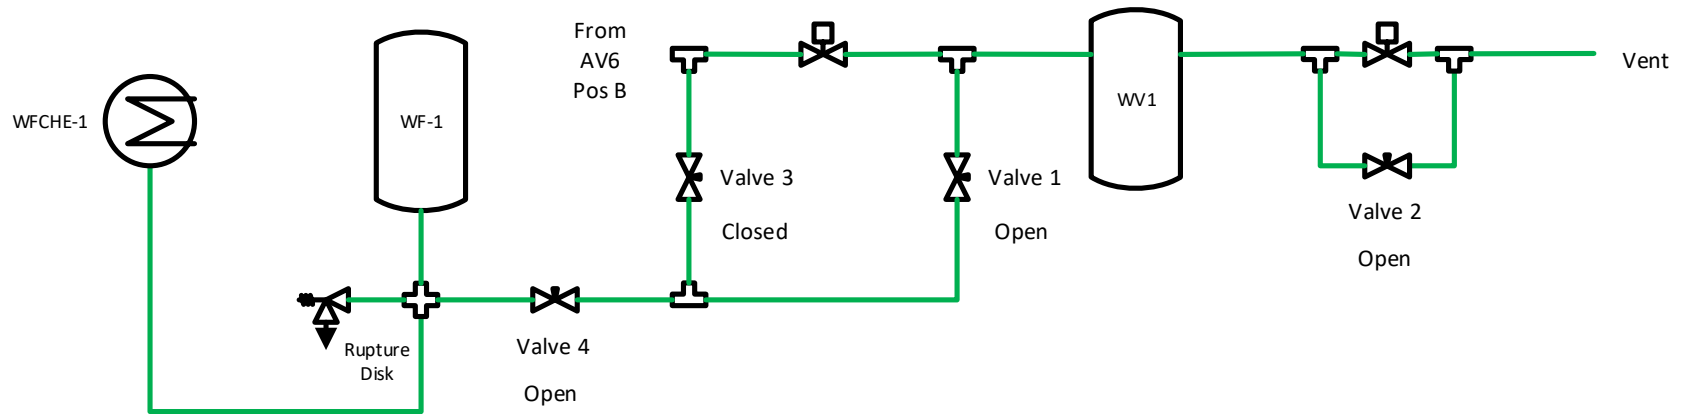 From
AV6
Pos B
Vent
WFCHE-1
WF-1
WV1
Valve 3
Closed
Valve 1
Open
Valve 2
Open
Rupture
Disk
Valve 4
Open